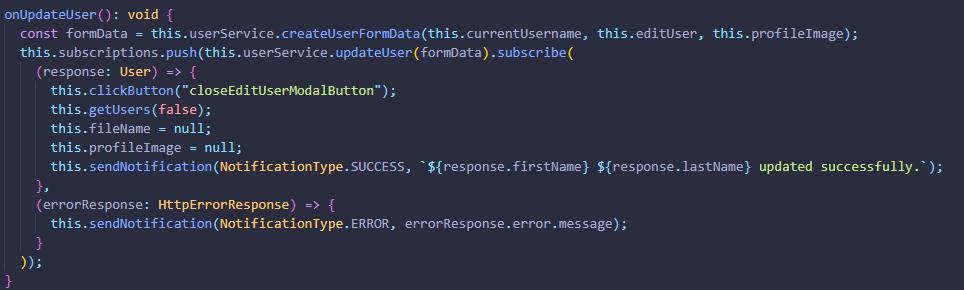 onUpdateUser(): void {
  const formData = this.userService.createUserFormData(this.currentUsername, this.editUser, this.profileImage);
  this.subscriptions.push(this.userService.updateUser(formData).subscribe(
    (response: User) => {
      this.clickButton("closeEditUserModalButton");
      this.getUsers(false);
      this.fileName = null;
      this.profileImage = null;
      this.sendNotification(NotificationType.SUCCESS, `${response.firstName} ${response.lastName} updated successfully.`);
    },
    (errorResponse: HttpErrorResponse) => {
      this.sendNotification(NotificationType.ERROR, errorResponse.error.message);
    }
  ));
}